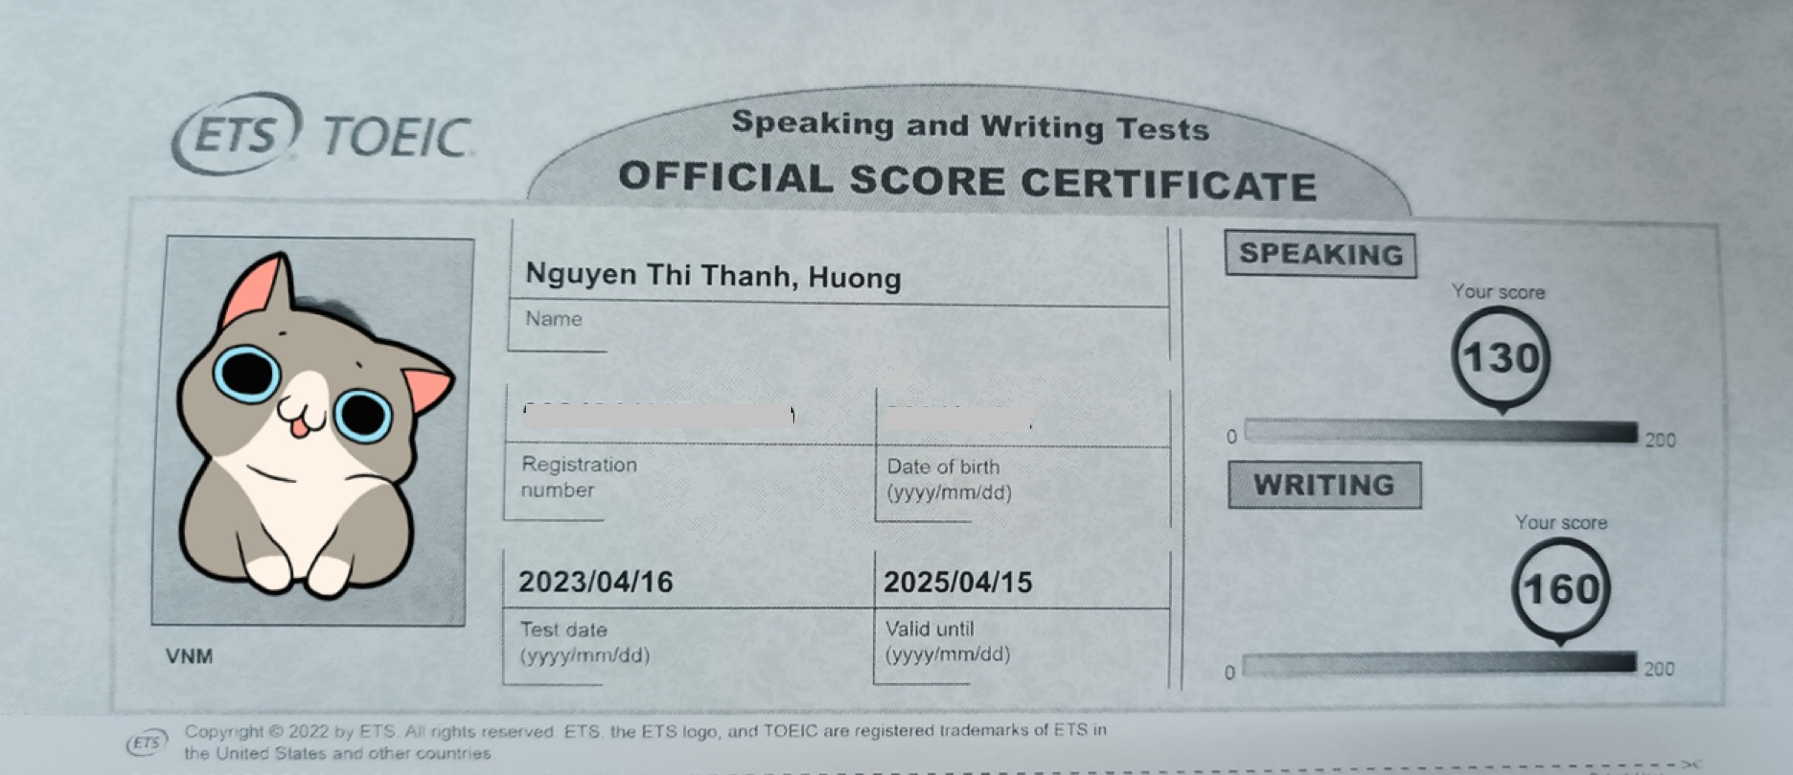 ETS TOEIC
Speaking and Writing Tests
OFFICIAL SCORE CERTIFICATE
Nguyen Thi Thanh, Huong
Name
Registration
number
Date of birth
(yyyy/mm/dd)
2023/04/16
Test date
(yyyy/mm/dd)
2025/04/15
Valid until
(yyyy/mm/dd)
VNM
SPEAKING
Your score
130
0
200
WRITING
Your score
160
0
200
ETS
Copyright © 2022 by ETS. All rights reserved. ETS, the ETS logo, and TOEIC are registered trademarks of ETS in
the United States and other countries.